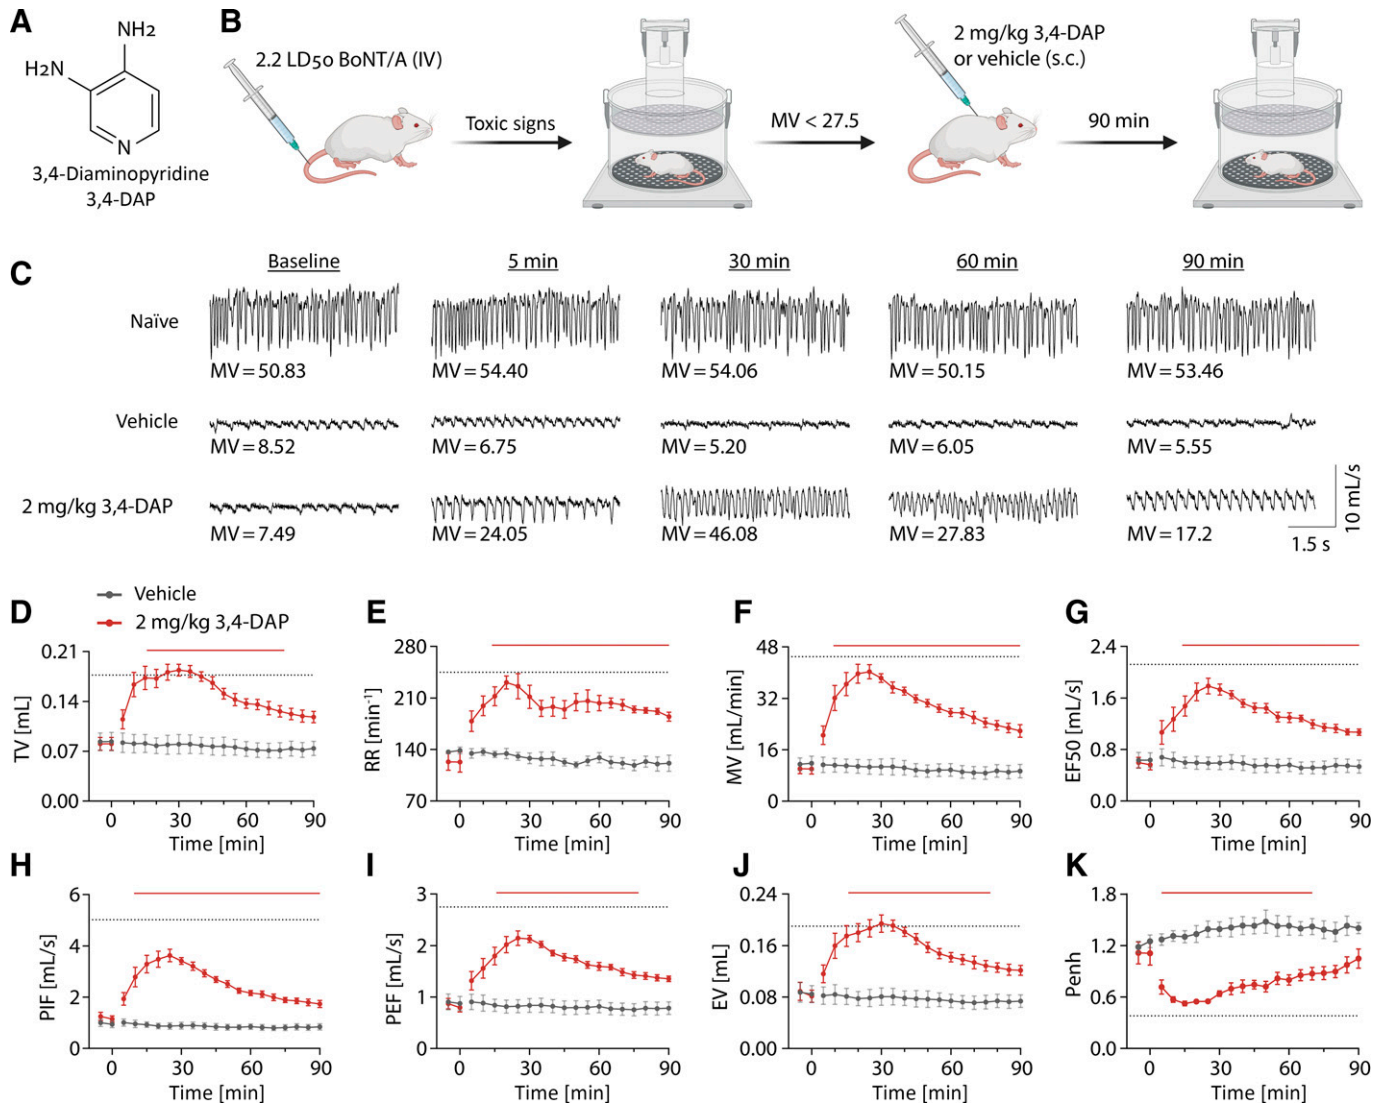 A
NH2
H2N
N
3,4-Diaminopyridine
3,4-DAP
B
2.2 LD50 BoNT/A (IV)
Toxic signs
MV < 27.5
2 mg/kg 3,4-DAP
or vehicle (s.c.)
90 min
C
Baseline
5 min
30 min
60 min
90 min
Naïve
MV = 50.83
MV = 54.40
MV = 54.06
MV = 50.15
MV = 53.46
Vehicle
MV = 8.52
MV = 6.75
MV = 5.20
MV = 6.05
MV = 5.55
2 mg/kg 3,4-DAP
MV = 7.49
MV = 24.05
MV = 46.08
MV = 27.83
MV = 17.2
10 mL/s
1.5 s
Vehicle
2 mg/kg 3,4-DAP
D
TV [mL]
0.21
0.14
0.07
0.00
0 30 60 90
Time [min]
E
RR [min⁻¹]
280
210
140
70
0 30 60 90
Time [min]
F
MV [mL/min]
48
32
16
0
0 30 60 90
Time [min]
G
EF50 [mL/s]
2.4
1.6
0.8
0.0
0 30 60 90
Time [min]
H
PIF [mL/s]
6
4
2
0
0 30 60 90
Time [min]
I
PEF [mL/s]
3
2
1
0
0 30 60 90
Time [min]
J
EV [mL]
0.24
0.16
0.08
0.00
0 30 60 90
Time [min]
K
Penh
1.8
1.2
0.6
0.0
0 30 60 90
Time [min]